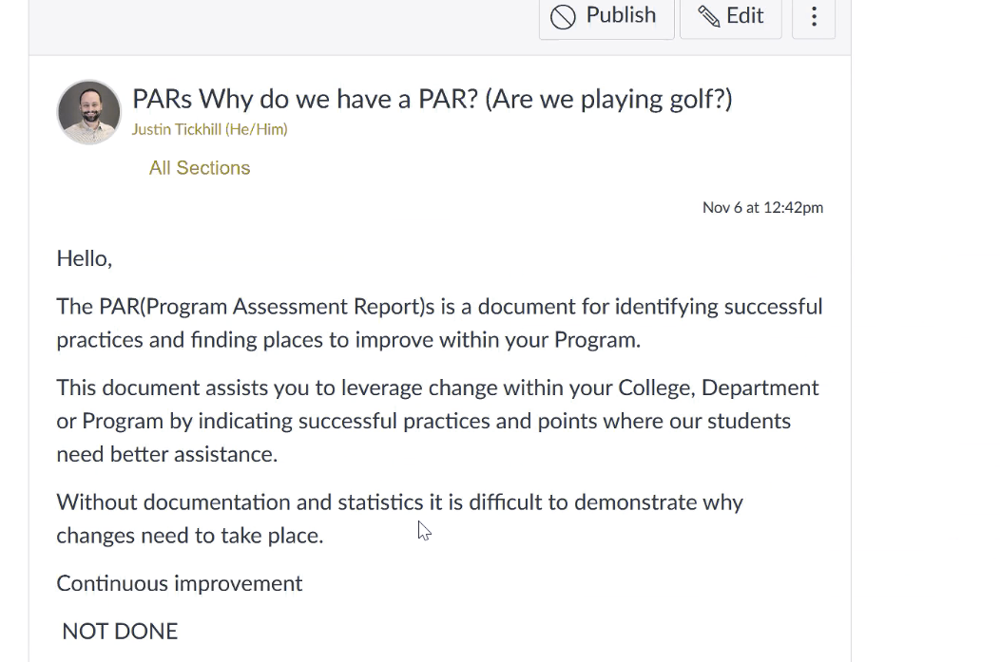 Publish
Edit
PARs Why do we have a PAR? (Are we playing golf?)
Justin Tickhill (He/Him)
All Sections
Nov 6 at 12:42pm
Hello,
The PAR(Program Assessment Report)s is a document for identifying successful
practices and finding places to improve within your Program.
This document assists you to leverage change within your College, Department
or Program by indicating successful practices and points where our students
need better assistance.
Without documentation and statistics it is difficult to demonstrate why
changes need to take place.
Continuous improvement
NOT DONE